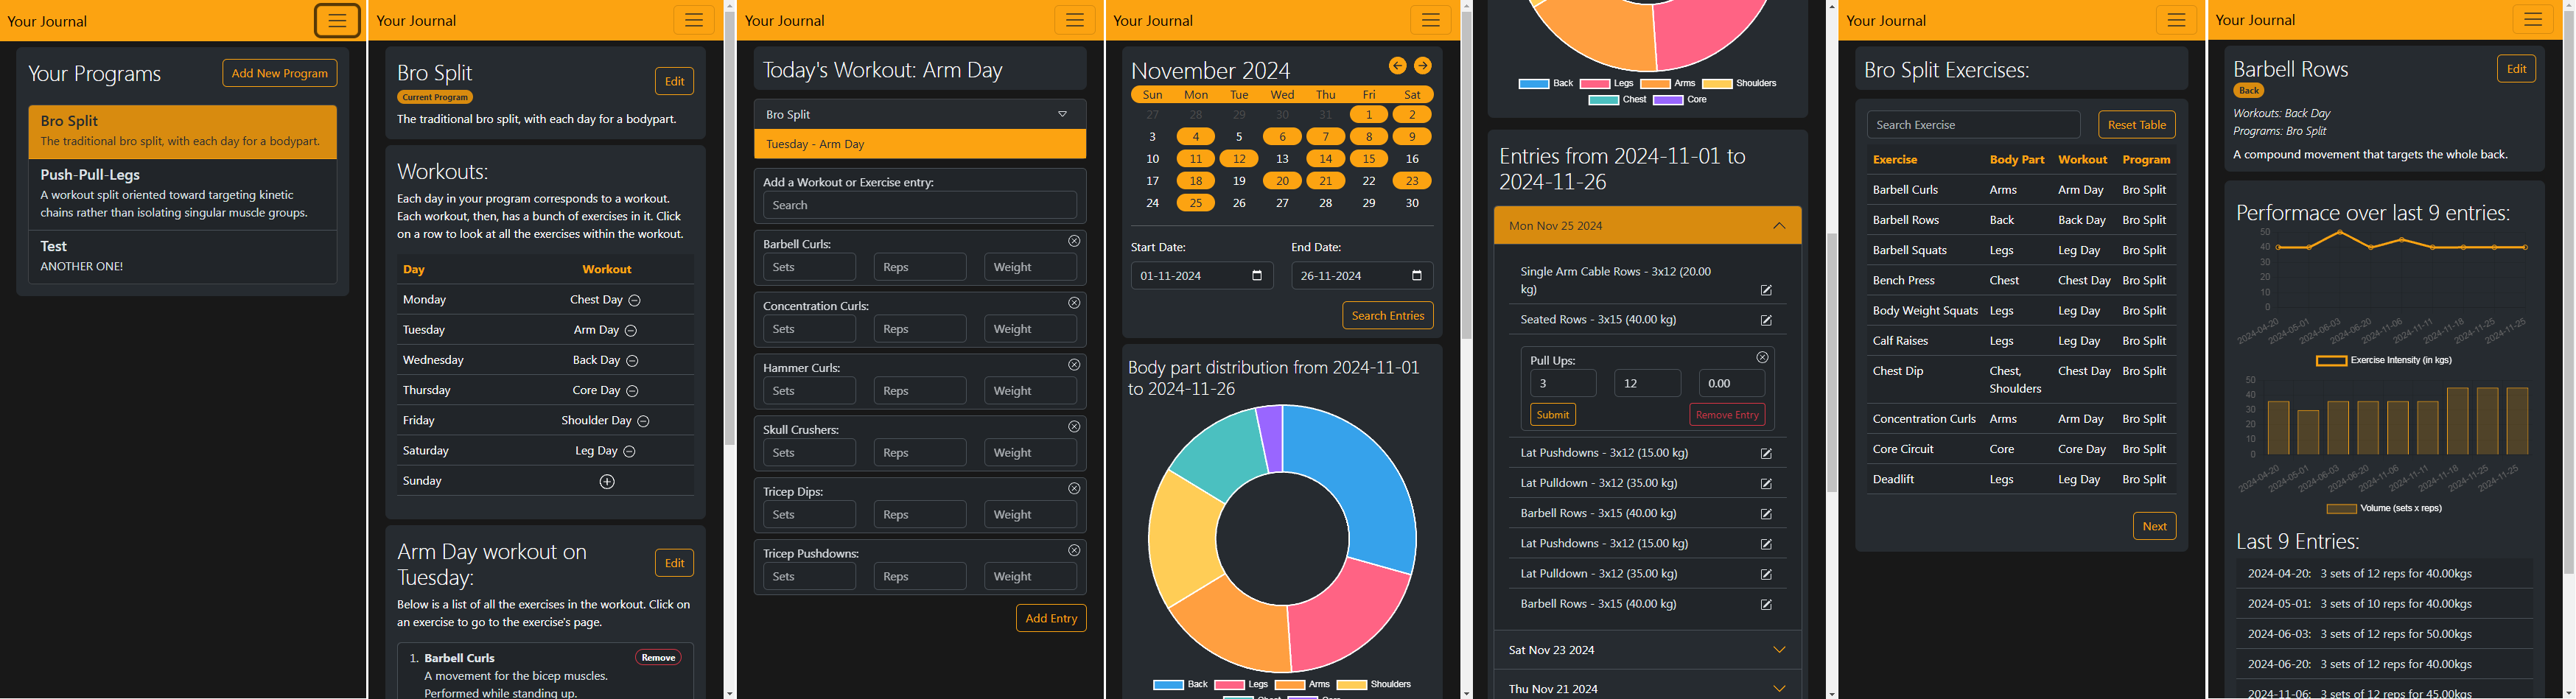 Your Journal
Your Programs
Add New Program
Bro Split
The traditional bro split, with each day for a bodypart.
Push-Pull-Legs
A workout split oriented toward targeting kinetic
chains rather than isolating singular muscle groups.
Test
ANOTHER ONE!
Your Journal
Bro Split
Edit
Current Program
The traditional bro split, with each day for a bodypart.
Workouts:
Each day in your program corresponds to a workout.
Each workout, then, has a bunch of exercises in it. Click
on a row to look at all the exercises within the workout.
Day Workout
Monday Chest Day
Tuesday Arm Day
Wednesday Back Day
Thursday Core Day
Friday Shoulder Day
Saturday Leg Day
Sunday
Arm Day workout on
Tuesday:
Edit
Below is a list of all the exercises in the workout. Click on
an exercise to go to the exercise's page.
1. Barbell Curls Remove
A movement for the bicep muscles.
Performed while standing up.
Your Journal
Today's Workout: Arm Day
Bro Split
Tuesday - Arm Day
Add a Workout or Exercise entry:
Search
Barbell Curls:
Sets Reps Weight
Concentration Curls:
Sets Reps Weight
Hammer Curls:
Sets Reps Weight
Skull Crushers:
Sets Reps Weight
Tricep Dips:
Sets Reps Weight
Tricep Pushdowns:
Sets Reps Weight
Add Entry
Your Journal
November 2024
Sun Mon Tue Wed Thu Fri Sat
27 28 29 30 31 1 2
3 4 5 6 7 8 9
10 11 12 13 14 15 16
17 18 19 20 21 22 23
24 25 26 27 28 29 30
Start Date: End Date:
01-11-2024 26-11-2024
Search Entries
Body part distribution from 2024-11-01
to 2024-11-26
Back Legs Arms Shoulders
Back Legs Arms Shoulders
Chest Core
Entries from 2024-11-01 to
2024-11-26
Mon Nov 25 2024
Single Arm Cable Rows - 3x12 (20.00
kg)
Seated Rows - 3x15 (40.00 kg)
Pull Ups:
3 12 0.00
Submit Remove Entry
Lat Pushdowns - 3x12 (15.00 kg)
Lat Pulldown - 3x12 (35.00 kg)
Barbell Rows - 3x15 (40.00 kg)
Lat Pushdowns - 3x12 (15.00 kg)
Lat Pulldown - 3x12 (35.00 kg)
Barbell Rows - 3x15 (40.00 kg)
Sat Nov 23 2024
Thu Nov 21 2024
Your Journal
Bro Split Exercises:
Search Exercise Reset Table
Exercise Body Part Workout Program
Barbell Curls Arms Arm Day Bro Split
Barbell Rows Back Back Day Bro Split
Barbell Squats Legs Leg Day Bro Split
Bench Press Chest Chest Day Bro Split
Body Weight Squats Legs Leg Day Bro Split
Calf Raises Legs Leg Day Bro Split
Chest Dip Chest, Chest Day Bro Split
Shoulders
Concentration Curls Arms Arm Day Bro Split
Core Circuit Core Core Day Bro Split
Deadlift Legs Leg Day Bro Split
Next
Your Journal
Barbell Rows
Edit
Back
Workouts: Back Day
Programs: Bro Split
A compound movement that targets the whole back.
Performace over last 9 entries:
50
40
30
20
10
0
2024-04-20 2024-05-01 2024-06-03 2024-06-20 2024-11-06 2024-11-11 2024-11-18 2024-11-25 2024-11-25
Exercise Intensity (in kgs)
50
40
30
20
10
0
2024-04-20 2024-05-01 2024-06-03 2024-06-20 2024-11-06 2024-11-11 2024-11-18 2024-11-25 2024-11-25
Volume (sets x reps)
Last 9 Entries:
2024-04-20: 3 sets of 12 reps for 40.00kgs
2024-05-01: 3 sets of 10 reps for 40.00kgs
2024-06-03: 3 sets of 12 reps for 50.00kgs
2024-06-20: 3 sets of 12 reps for 40.00kgs
2024-11-06: 3 sets of 12 reps for 45.00kgs